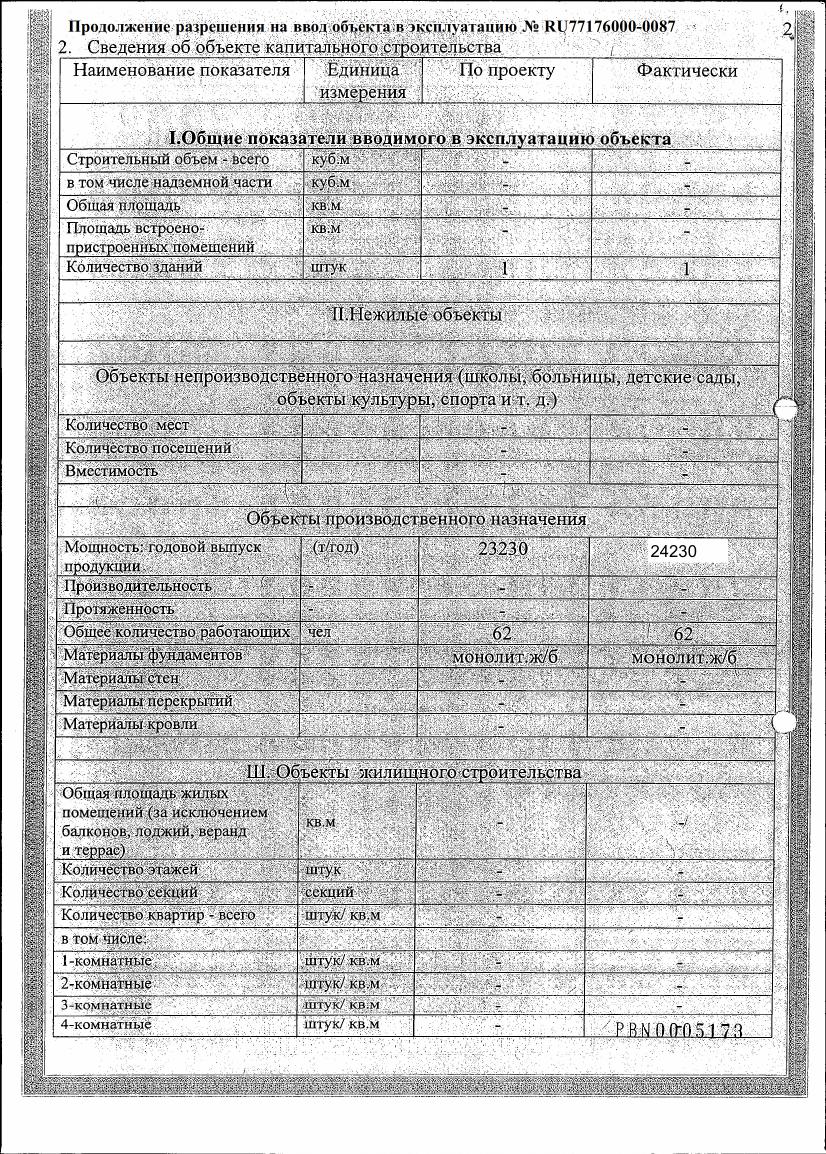 Продолжение разрешения на ввод объекта в эксплуатацию № RU77176000-0087
2
2. Сведения об объекте капитального строительства
Наименование показателя Единица измерения По проекту Фактически
I.Общие показатели вводимого в эксплуатацию объекта
Строительный объем - всего куб.м - -
в том числе надземной части куб.м - -
Общая площадь кв.м - -
Площадь встроено-пристроенных помещений кв.м - -
Количество зданий штук 1 1
II.Нежилые объекты
Объекты непроизводственного назначения (школы, больницы, детские сады,
объекты культуры, спорта и т. д.)
Количество мест - -
Количество посещений - -
Вместимость - -
Объекты производственного назначения
Мощность: годовой выпуск продукции (т/год) 23230 24230
Производительность - - -
Протяженность - - -
Общее количество работающих чел 62 62
Материалы фундаментов монолит.ж/б монолит.ж/б
Материалы стен - -
Материалы перекрытий - -
Материалы кровли - -
III. Объекты жилищного строительства
Общая площадь жилых
помещений (за исключением
балконов, лоджий, веранд
и террас) кв.м - -
Количество этажей штук - -
Количество секций секций - -
Количество квартир - всего штук/ кв.м - -
в том числе:
1-комнатные штук/ кв.м - -
2-комнатные штук/ кв.м - -
3-комнатные штук/ кв.м - -
4-комнатные штук/ кв.м - -
PBN0005173